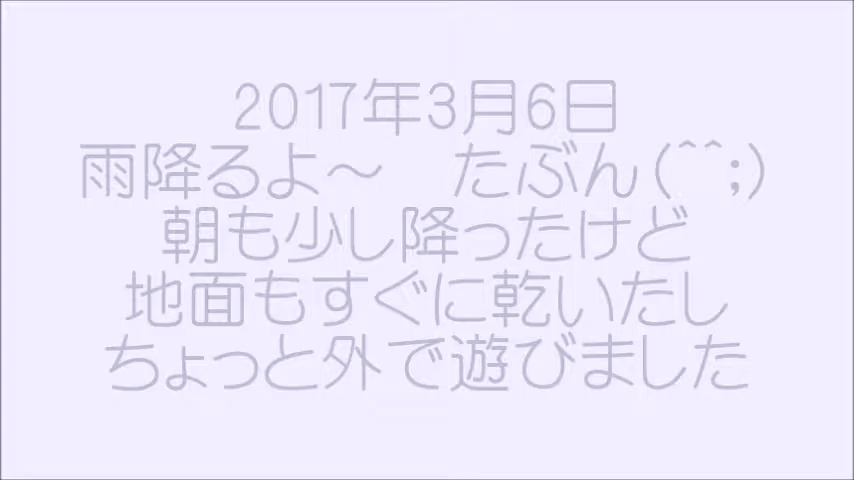 2017年3月6日
雨降るよ～　たぶん(^^;)
朝も少し降ったけど
地面もすぐに乾いたし
ちょっと外で遊びました